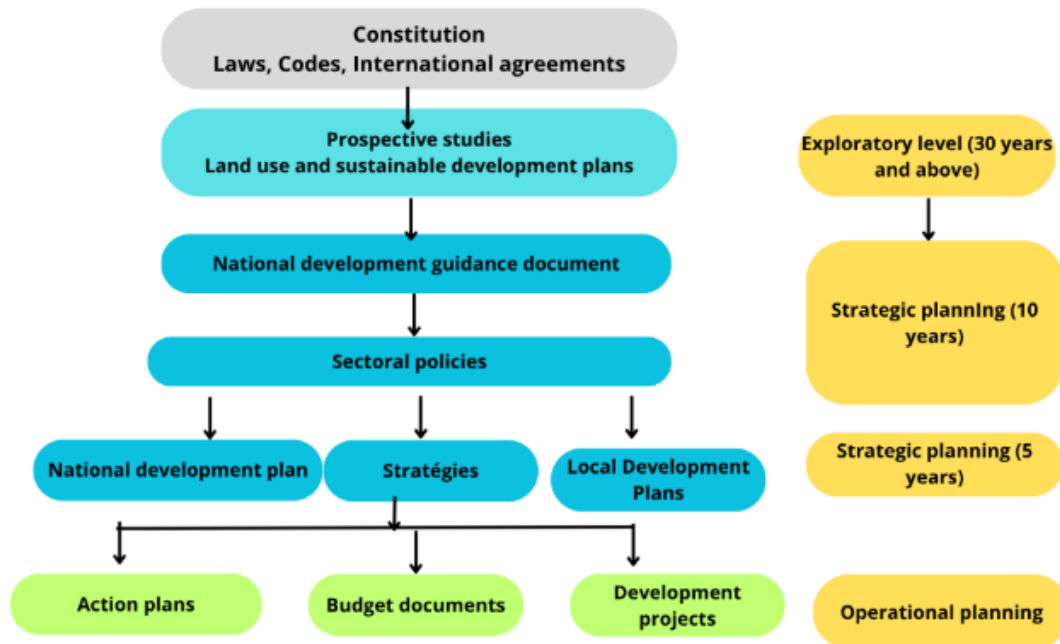 Constitution
Laws, Codes, International agreements
Prospective studies
Land use and sustainable development plans
Exploratory level (30 years
and above)
National development guidance document
Strategic plannIng (10
years)
Sectoral policies
National development plan
Stratégies
Local Development
Plans
Strategic planning (5
years)
Action plans
Budget documents
Development
projects
Operational planning